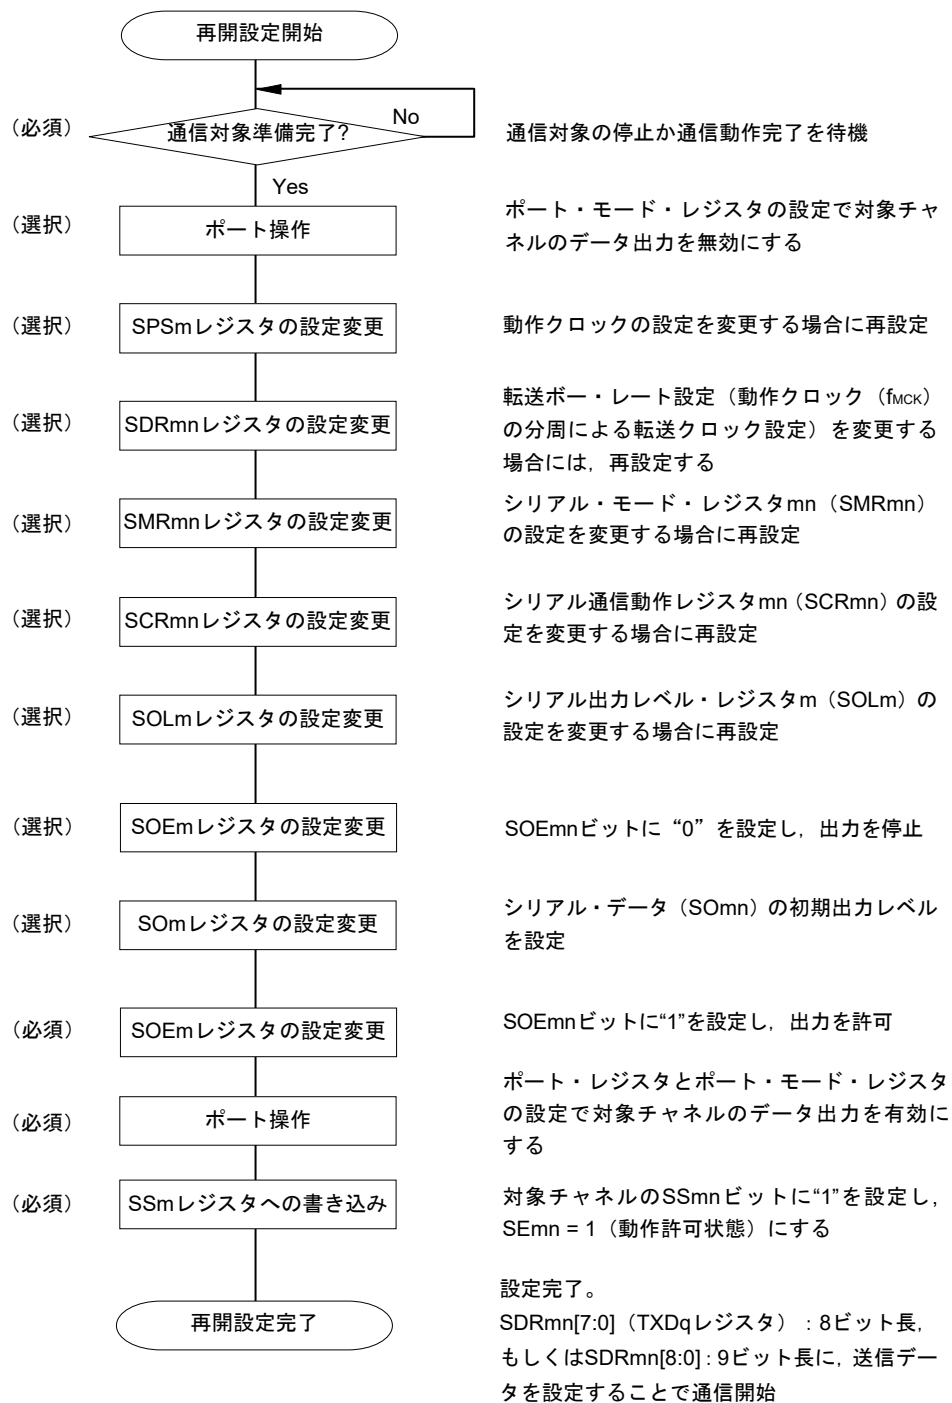 再開設定開始
(必須)
通信対象準備完了?
No
通信対象の停止か通信動作完了を待機
Yes
(選択)
ポート操作
ポート・モード・レジスタの設定で対象チャ
ネルのデータ出力を無効にする
(選択)
SPSmレジスタの設定変更
動作クロックの設定を変更する場合に再設定
(選択)
SDRmnレジスタの設定変更
転送ボー・レート設定（動作クロック（fMCK）
の分周による転送クロック設定）を変更する
場合には，再設定する
(選択)
SMRmnレジスタの設定変更
シリアル・モード・レジスタmn（SMRmn）
の設定を変更する場合に再設定
(選択)
SCRmnレジスタの設定変更
シリアル通信動作レジスタmn（SCRmn）の設
定を変更する場合に再設定
(選択)
SOLmレジスタの設定変更
シリアル出力レベル・レジスタm（SOLm）の
設定を変更する場合に再設定
(選択)
SOEmレジスタの設定変更
SOEmnビットに“0”を設定し，出力を停止
(選択)
SOmレジスタの設定変更
シリアル・データ（SOmn）の初期出力レベル
を設定
(必須)
SOEmレジスタの設定変更
SOEmnビットに“1”を設定し，出力を許可
(必須)
ポート操作
ポート・レジスタとポート・モード・レジスタ
の設定で対象チャネルのデータ出力を有効に
する
(必須)
SSmレジスタへの書き込み
対象チャネルのSSmnビットに“1”を設定し，
SEmn = 1（動作許可状態）にする
再開設定完了
設定完了。
SDRmn[7:0]（TXDqレジスタ）：8ビット長，
もしくはSDRmn[8:0]：9ビット長に，送信デー
タを設定することで通信開始